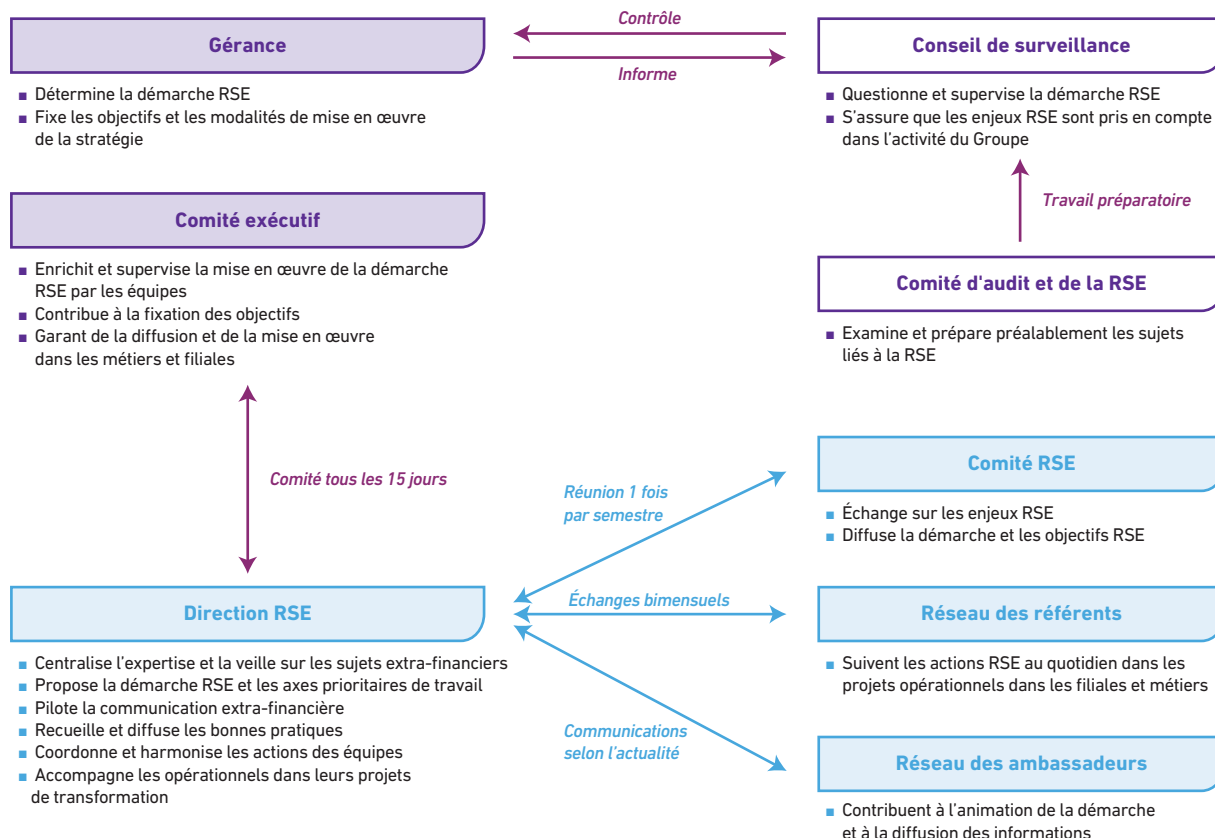 Gérance
Contrôle
Informe
Conseil de surveillance
▪ Détermine la démarche RSE
▪ Fixe les objectifs et les modalités de mise en œuvre
de la stratégie
▪ Questionne et supervise la démarche RSE
▪ S'assure que les enjeux RSE sont pris en compte
dans l'activité du Groupe
Comité exécutif
▪ Enrichit et supervise la mise en œuvre de la démarche
RSE par les équipes
▪ Contribue à la fixation des objectifs
▪ Garant de la diffusion et de la mise en œuvre
dans les métiers et filiales
Travail préparatoire
Comité d'audit et de la RSE
▪ Examine et prépare préalablement les sujets
liés à la RSE
Comité tous les 15 jours
Réunion 1 fois
par semestre
Comité RSE
▪ Échange sur les enjeux RSE
▪ Diffuse la démarche et les objectifs RSE
Direction RSE
▪ Centralise l’expertise et la veille sur les sujets extra-financiers
▪ Propose la démarche RSE et les axes prioritaires de travail
▪ Pilote la communication extra-financière
▪ Recueille et diffuse les bonnes pratiques
▪ Coordonne et harmonise les actions des équipes
▪ Accompagne les opérationnels dans leurs projets
de transformation
Échanges bimensuels
Réseau des référents
▪ Suivent les actions RSE au quotidien dans les
projets opérationnels dans les filiales et métiers
Communications
selon l’actualité
Réseau des ambassadeurs
▪ Contribuent à l’animation de la démarche
et à la diffusion des informations